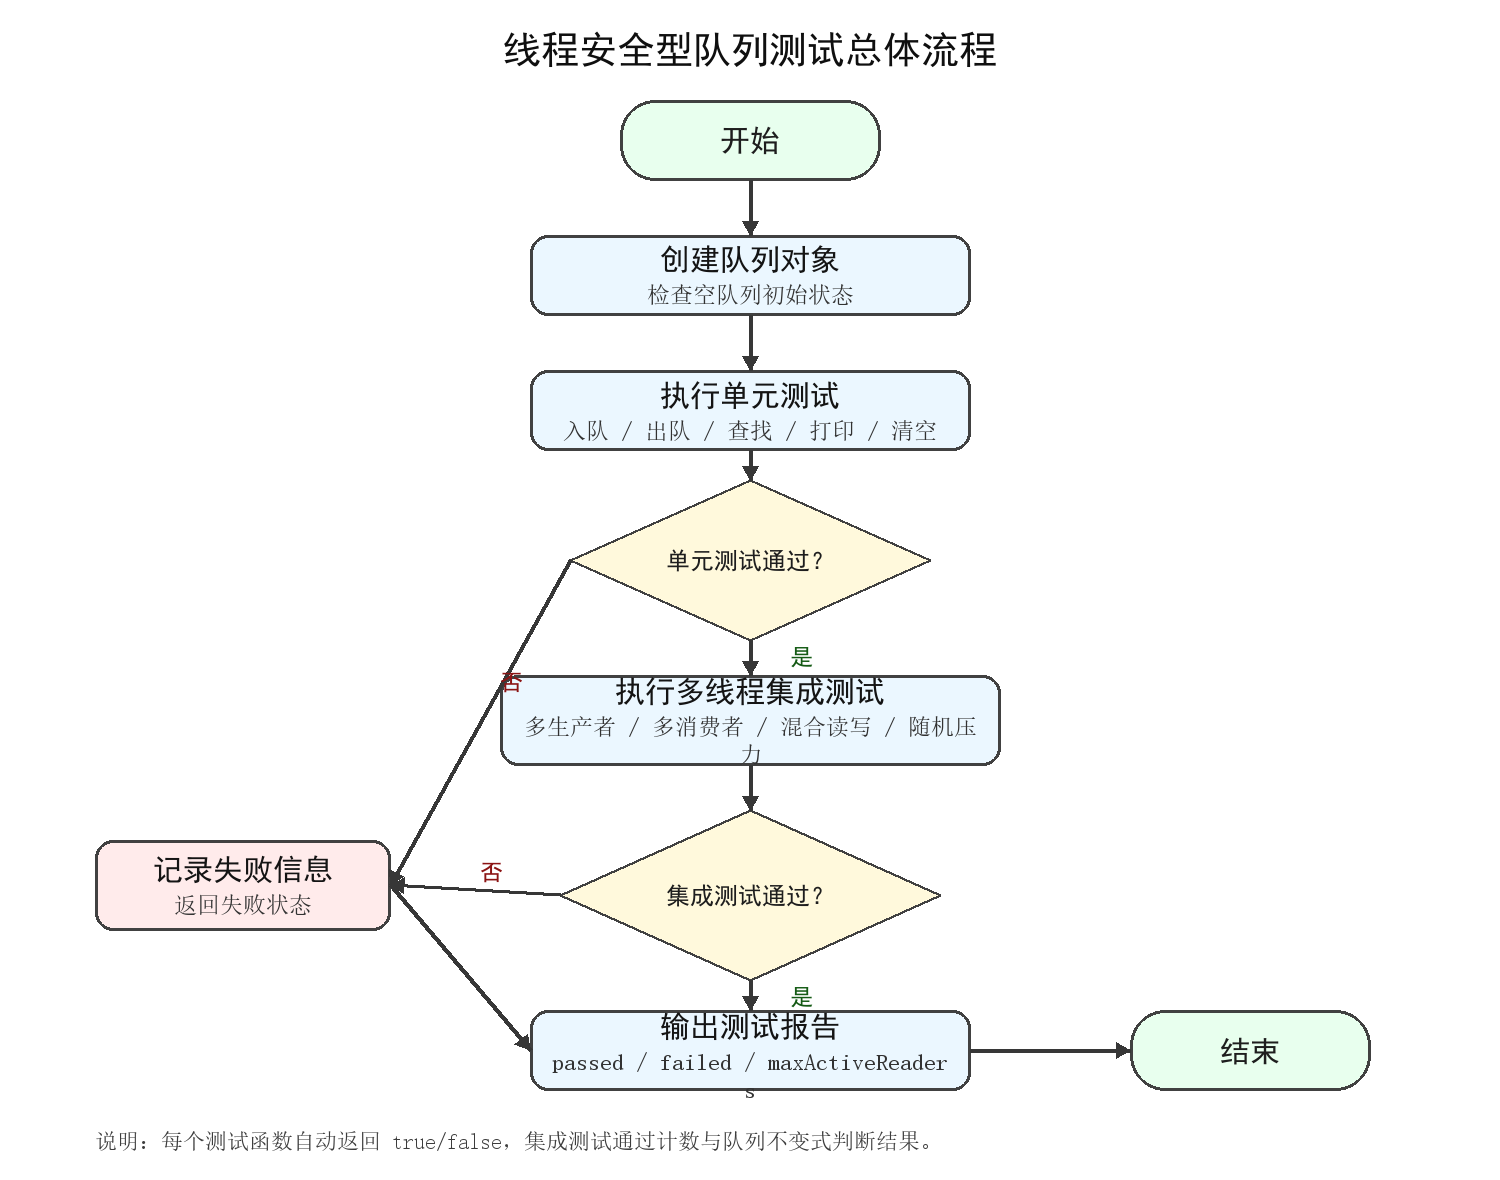 线程安全型队列测试总体流程
开始
创建队列对象
检查空队列初始状态
执行单元测试
入队 / 出队 / 查找 / 打印 / 清空
单元测试通过?
是
否
执行多线程集成测试
多生产者 / 多消费者 / 混合读写 / 随机压
力
记录失败信息
返回失败状态
否
集成测试通过?
是
输出测试报告
passed / failed / maxActiveReader
s
结束
说明：每个测试函数自动返回 true/false，集成测试通过计数与队列不变式判断结果。